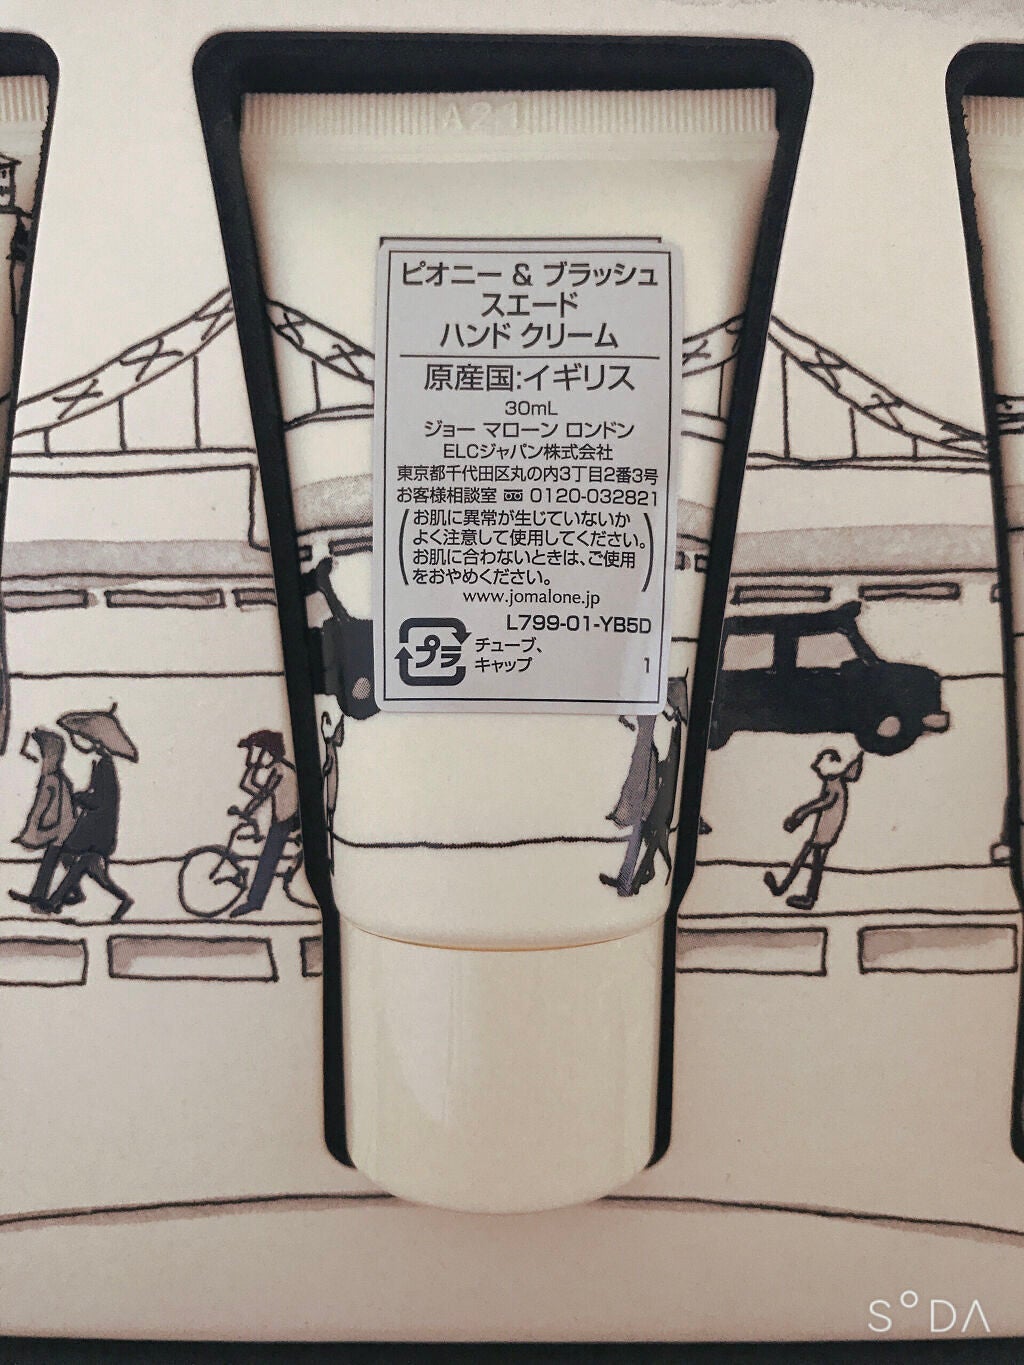 A21
ピオニー & ブラッシュ
スエード
ハンド クリーム
原産国:イギリス
30mL
ジョー マローン ロンドン
ELCジャパン株式会社
東京都千代田区丸の内3丁目2番3号
お客様相談室 0120-032821
(お肌に異常が生じていないか
よく注意して使用してください。
お肌に合わないときは、ご使用
をおやめください。)
www.jomalone.jp
L799-01-YB5D
プラ
チューブ、
キャップ
1
SODA